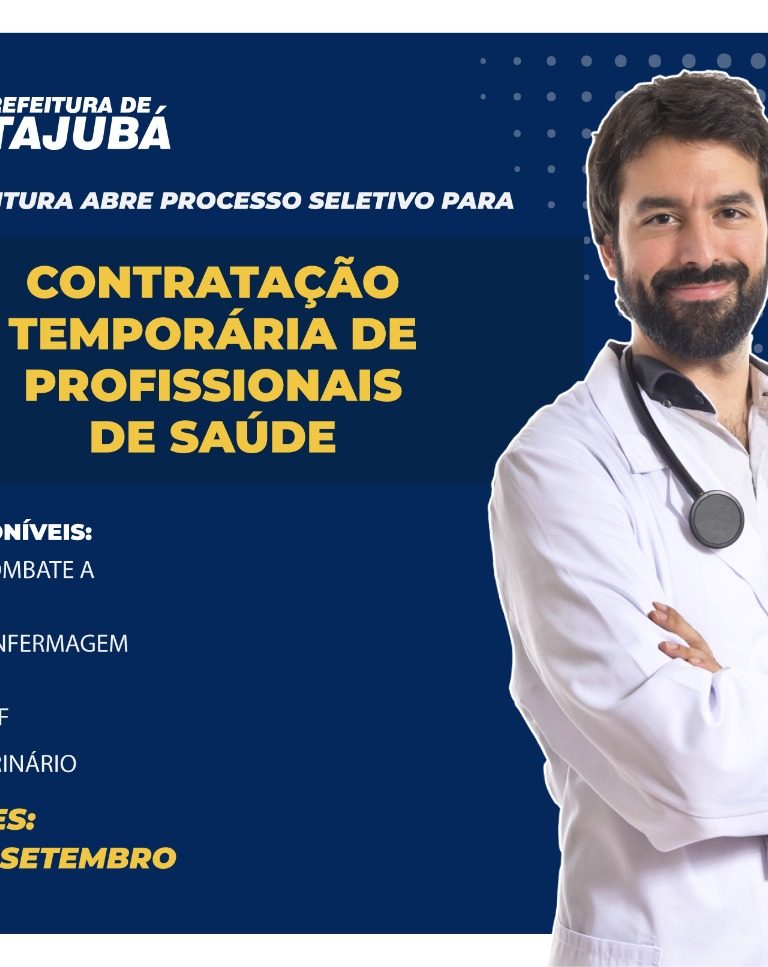 REFEITURA DE
TAJUBÁ
ITURA ABRE PROCESSO SELETIVO PARA
CONTRATAÇÃO
TEMPORÁRIA DE
PROFISSIONAIS
DE SAÚDE
ONÍVEIS:
OMBATE A
NFERMAGEM
F
RINÁRIO
ES:
SETEMBRO